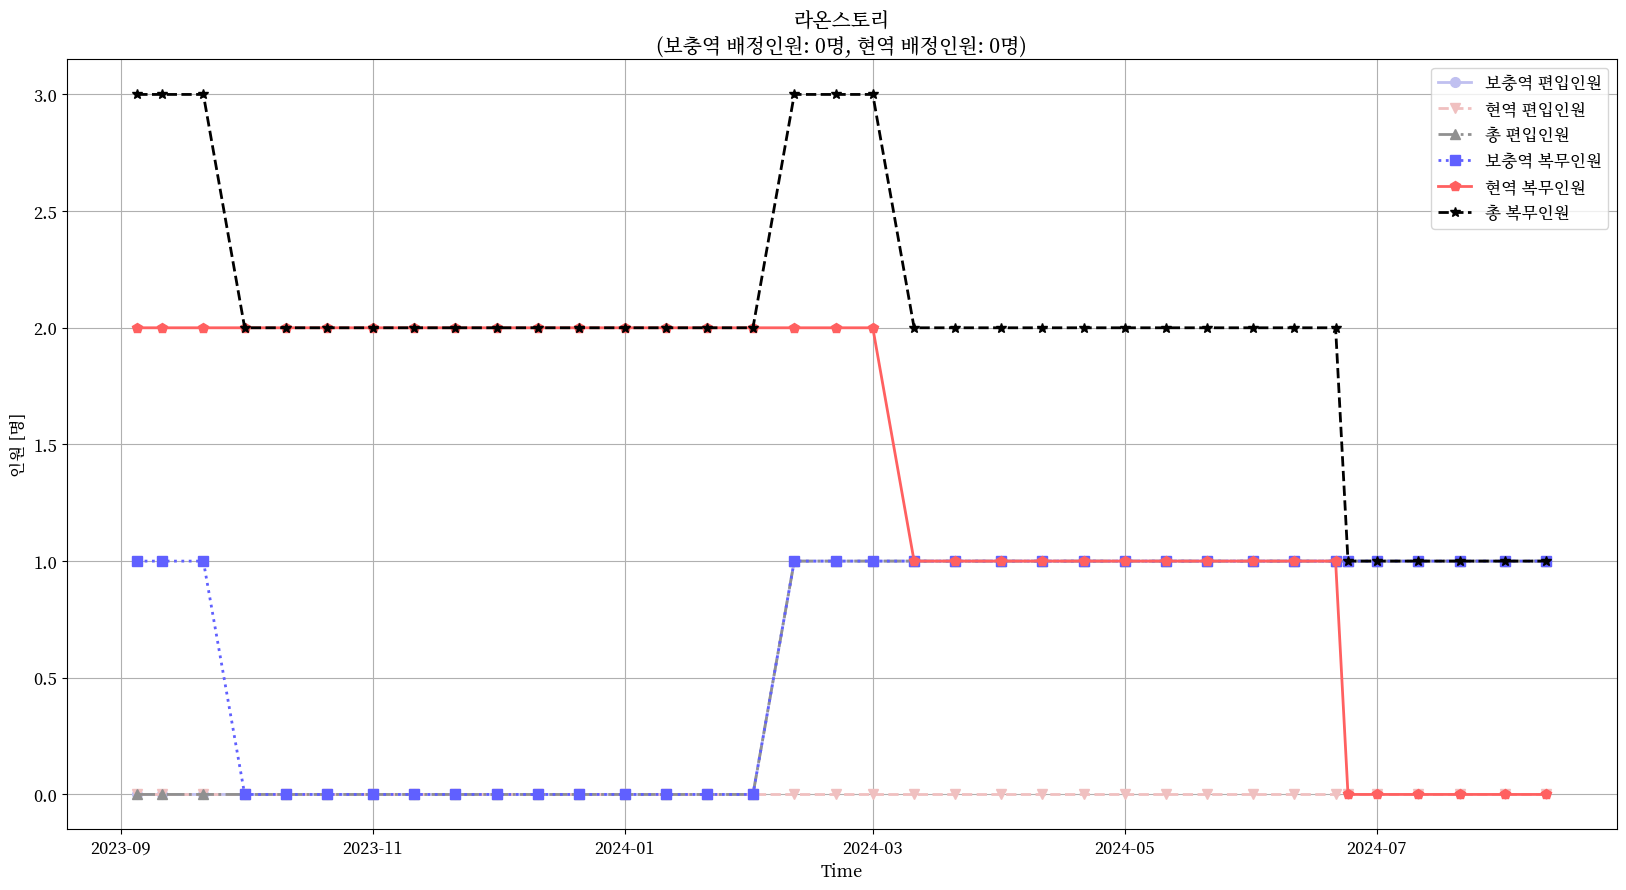 라온스토리
(보충역 배정인원: 0명, 현역 배정인원: 0명)
보충역 편입인원
현역 편입인원
총 편입인원
보충역 복무인원
현역 복무인원
총 복무인원
3.0
2.5
2.0
1.5
1.0
0.5
0.0
인원 [명]
2023-09
2023-11
2024-01
2024-03
2024-05
2024-07
Time